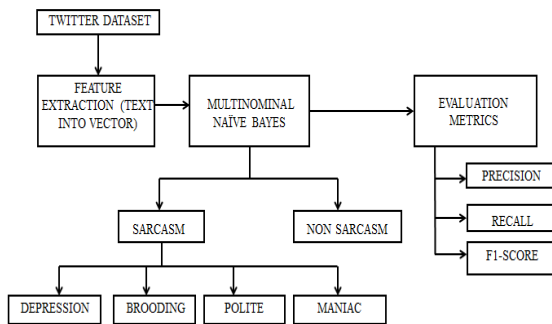 TWITTER DATASET
FEATURE
EXTRACTION (TEXT
INTO VECTOR)
MULTINOMINAL
NAÏVE BAYES
EVALUATION
METRICS
PRECISION
RECALL
F1-SCORE
SARCASM
NON SARCASM
DEPRESSION
BROODING
POLITE
MANIAC